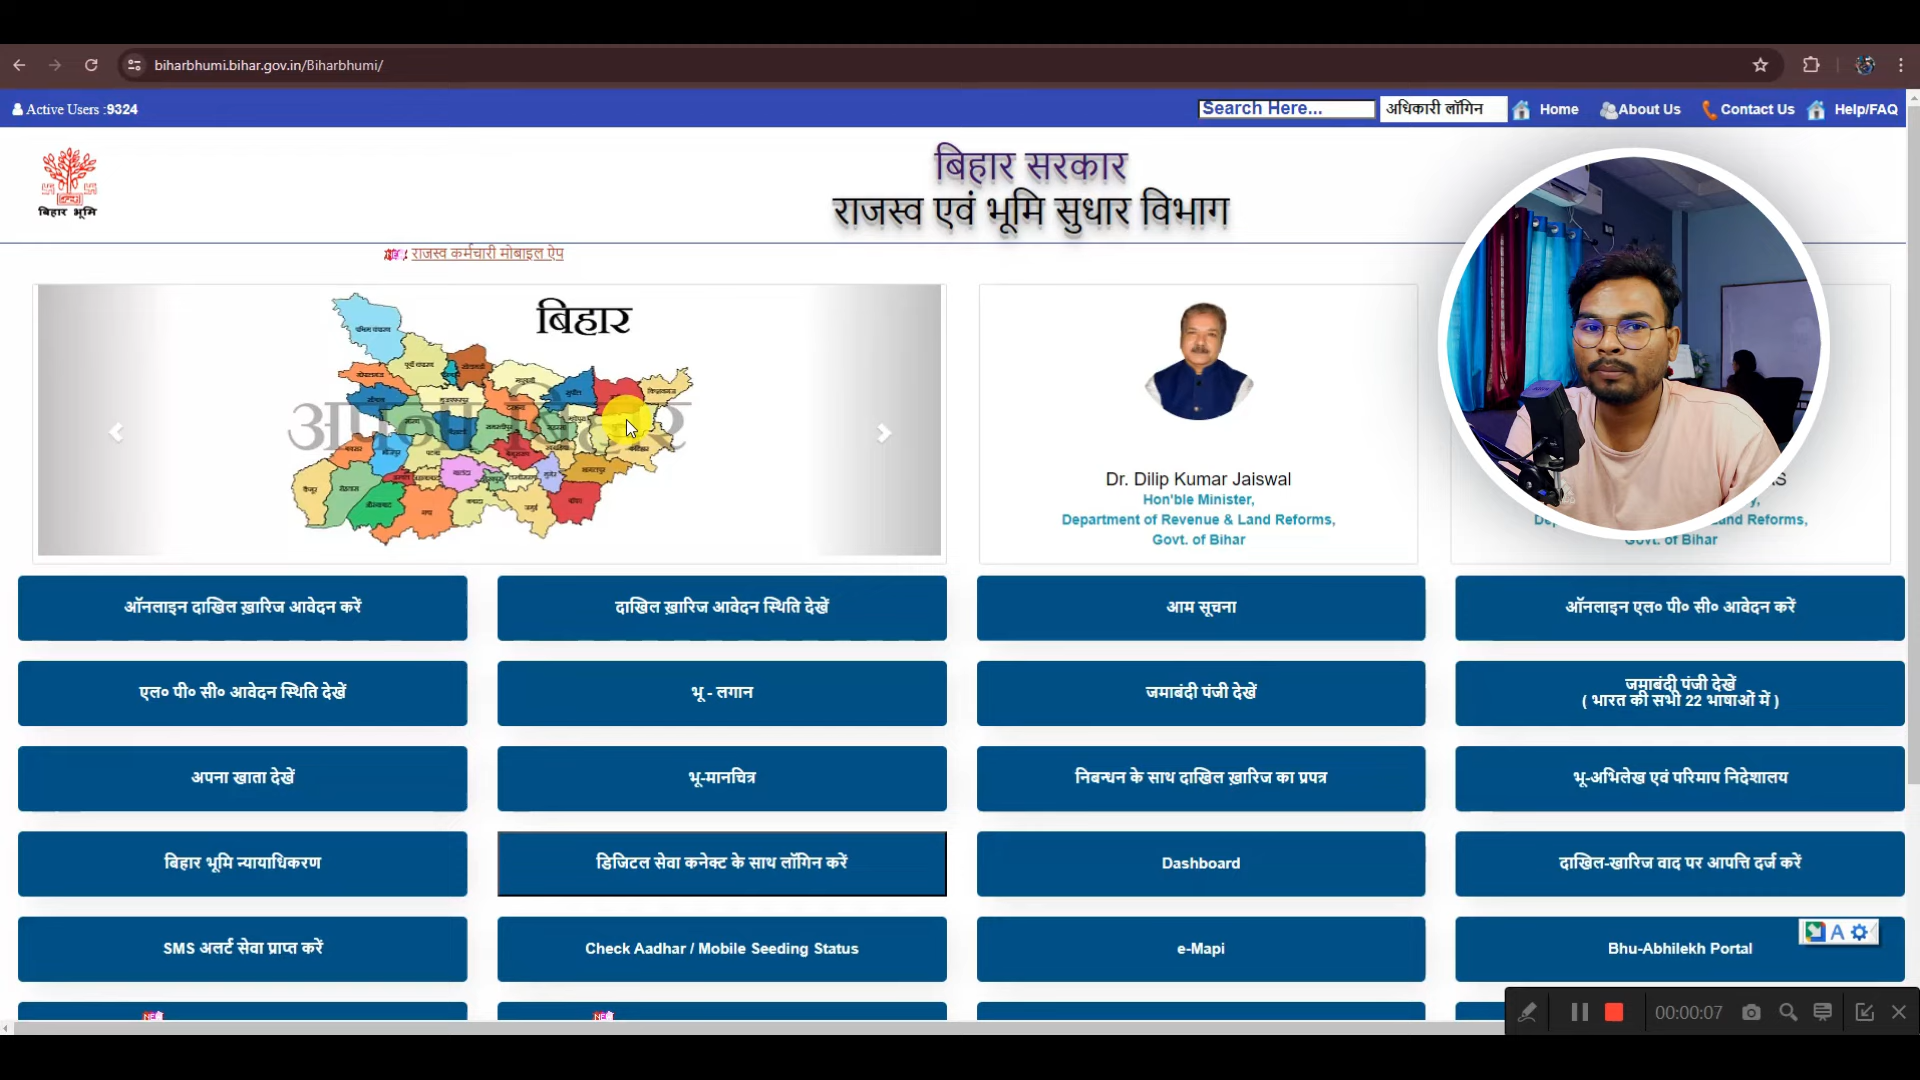 biharbhumi.bihar.gov.in/Biharbhumi/
Active Users :9324
Search Here...
अधिकारी लॉगिन
Home
About Us
Contact Us
Help/FAQ
बिहार भूमि
बिहार सरकार
राजस्व एवं भूमि सुधार विभाग
राजस्व कर्मचारी मोबाइल ऐप
बिहार
अपना बिहार
Dr. Dilip Kumar Jaiswal
Hon'ble Minister,
Department of Revenue & Land Reforms,
Govt. of Bihar
Govt. of Bihar
ऑनलाइन दाखिल ख़ारिज आवेदन करें
दाखिल ख़ारिज आवेदन स्थिति देखें
आम सूचना
ऑनलाइन एल० पी० सी० आवेदन करें
एल० पी० सी० आवेदन स्थिति देखें
भू - लगान
जमाबंदी पंजी देखें
जमाबंदी पंजी देखें
( भारत की सभी 22 भाषाओं में )
अपना खाता देखें
भू-मानचित्र
निबन्धन के साथ दाखिल ख़ारिज का प्रपत्र
भू-अभिलेख एवं परिमाप निदेशालय
बिहार भूमि न्यायाधिकरण
डिजिटल सेवा कनेक्ट के साथ लॉगिन करें
Dashboard
दाखिल-खारिज वाद पर आपत्ति दर्ज करें
SMS अलर्ट सेवा प्राप्त करें
Check Aadhar / Mobile Seeding Status
e-Mapi
Bhu-Abhilekh Portal
A
00:00:07